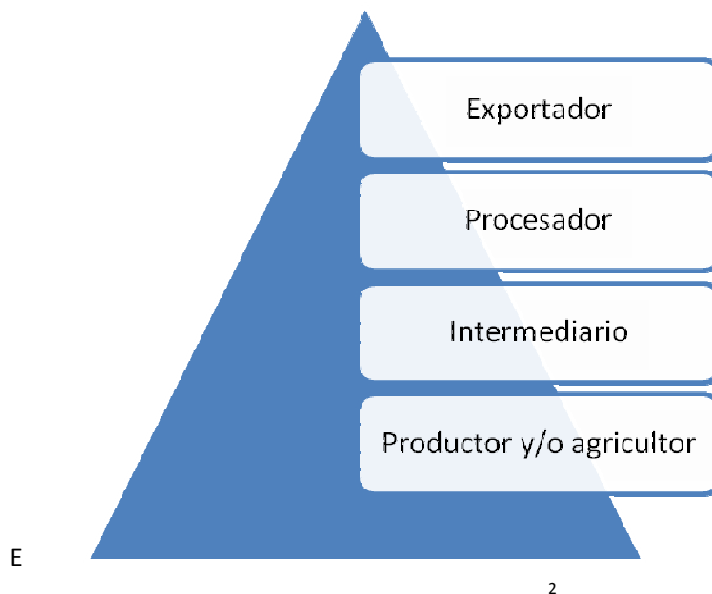 Exportador
Procesador
Intermediario
Productor y/o agricultor
E
2